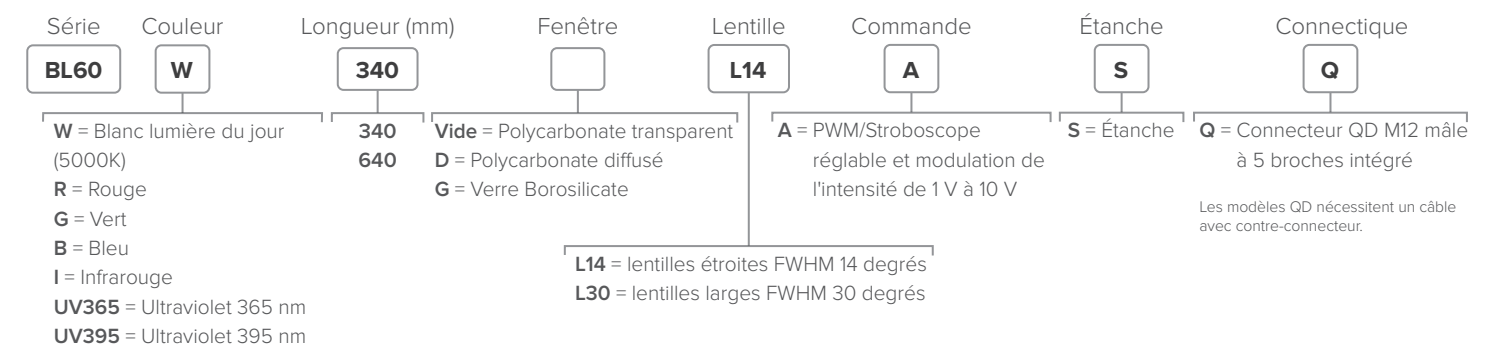 Série Couleur Longueur (mm) Fenêtre Lentille Commande Étanche Connectique
BL60 W 340 L14 A S Q
W = Blanc lumière du jour
(5000K)
R = Rouge
G = Vert
B = Bleu
I = Infrarouge
UV365 = Ultraviolet 365 nm
UV395 = Ultraviolet 395 nm
340
640
Vide = Polycarbonate transparent
D = Polycarbonate diffusé
G = Verre Borosilicate
L14 = lentilles étroites FWHM 14 degrés
L30 = lentilles larges FWHM 30 degrés
A = PWM/Stroboscope
réglable et modulation de
l'intensité de 1 V à 10 V
S = Étanche
Q = Connecteur QD M12 mâle
à 5 broches intégré
Les modèles QD nécessitent un câble
avec contre-connecteur.